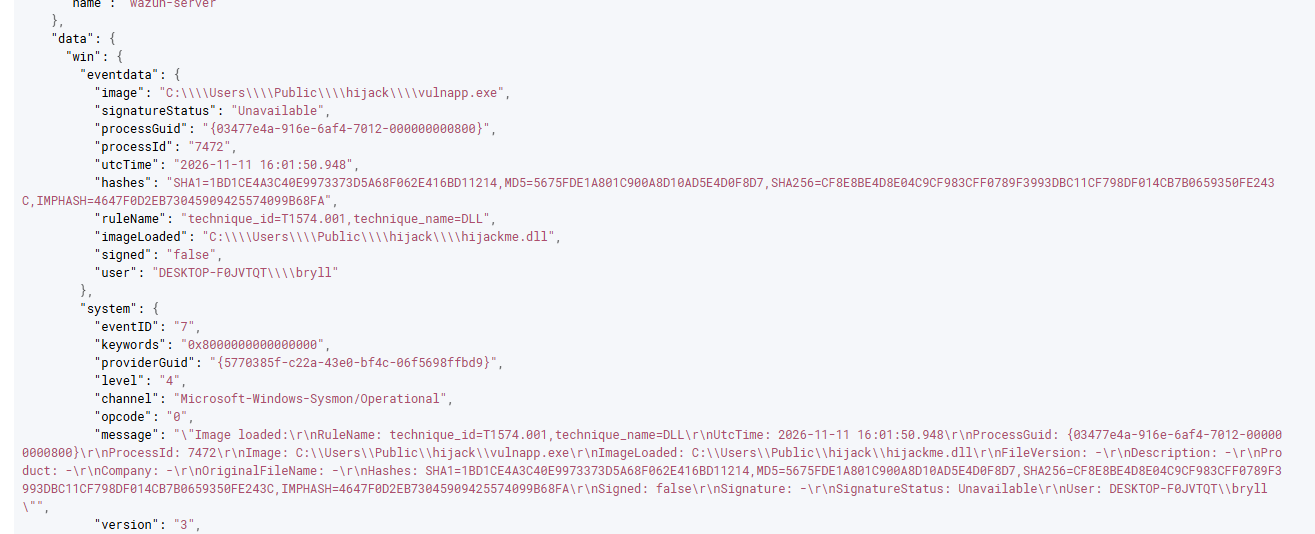 "name": "wazuh-server"
},
"data": {
"win": {
"eventdata": {
"image": "C:\\\\Users\\\\Public\\\\hijack\\\\vulnapp.exe",
"signatureStatus": "Unavailable",
"processGuid": "{03477e4a-916e-6af4-7012-000000000800}",
"processId": "7472",
"utcTime": "2026-11-11 16:01:50.948",
"hashes": "SHA1=1BD1CE4A3C40E9973373D5A68F062E416BD11214,MD5=5675FDE1A801C900A8D10AD5E4D0F8D7,SHA256=CF8E8BE4D8E04C9CF983CFF0789F3993DBC11CF798DF014CB7B0659350FE243
C,IMPHASH=4647F0D2EB73045909425574099B68FA",
"ruleName": "technique_id=T1574.001,technique_name=DLL",
"imageLoaded": "C:\\\\Users\\\\Public\\\\hijack\\\\hijackme.dll",
"signed": "false",
"user": "DESKTOP-F0JVTQT\\\\bryll"
},
"system": {
"eventID": "7",
"keywords": "0x8000000000000000",
"providerGuid": "{5770385f-c22a-43e0-bf4c-06f5698ffbd9}",
"level": "4",
"channel": "Microsoft-Windows-Sysmon/Operational",
"opcode": "0",
"message": "\"Image loaded:\r\nRuleName: technique_id=T1574.001,technique_name=DLL\r\nUtcTime: 2026-11-11 16:01:50.948\r\nProcessGuid: {03477e4a-916e-6af4-7012-00000
0000800}\r\nProcessId: 7472\r\nImage: C:\\Users\\Public\\hijack\\vulnapp.exe\r\nImageLoaded: C:\\Users\\Public\\hijack\\hijackme.dll\r\nFileVersion: -\r\nDescription: -\r\nPro
duct: -\r\nCompany: -\r\nOriginalFileName: -\r\nHashes: SHA1=1BD1CE4A3C40E9973373D5A68F062E416BD11214,MD5=5675FDE1A801C900A8D10AD5E4D0F8D7,SHA256=CF8E8BE4D8E04C9CF983CFF0789F3
993DBC11CF798DF014CB7B0659350FE243C,IMPHASH=4647F0D2EB73045909425574099B68FA\r\nSigned: false\r\nSignature: -\r\nSignatureStatus: Unavailable\r\nUser: DESKTOP-F0JVTQT\\bryll
\"",
"version": "3",